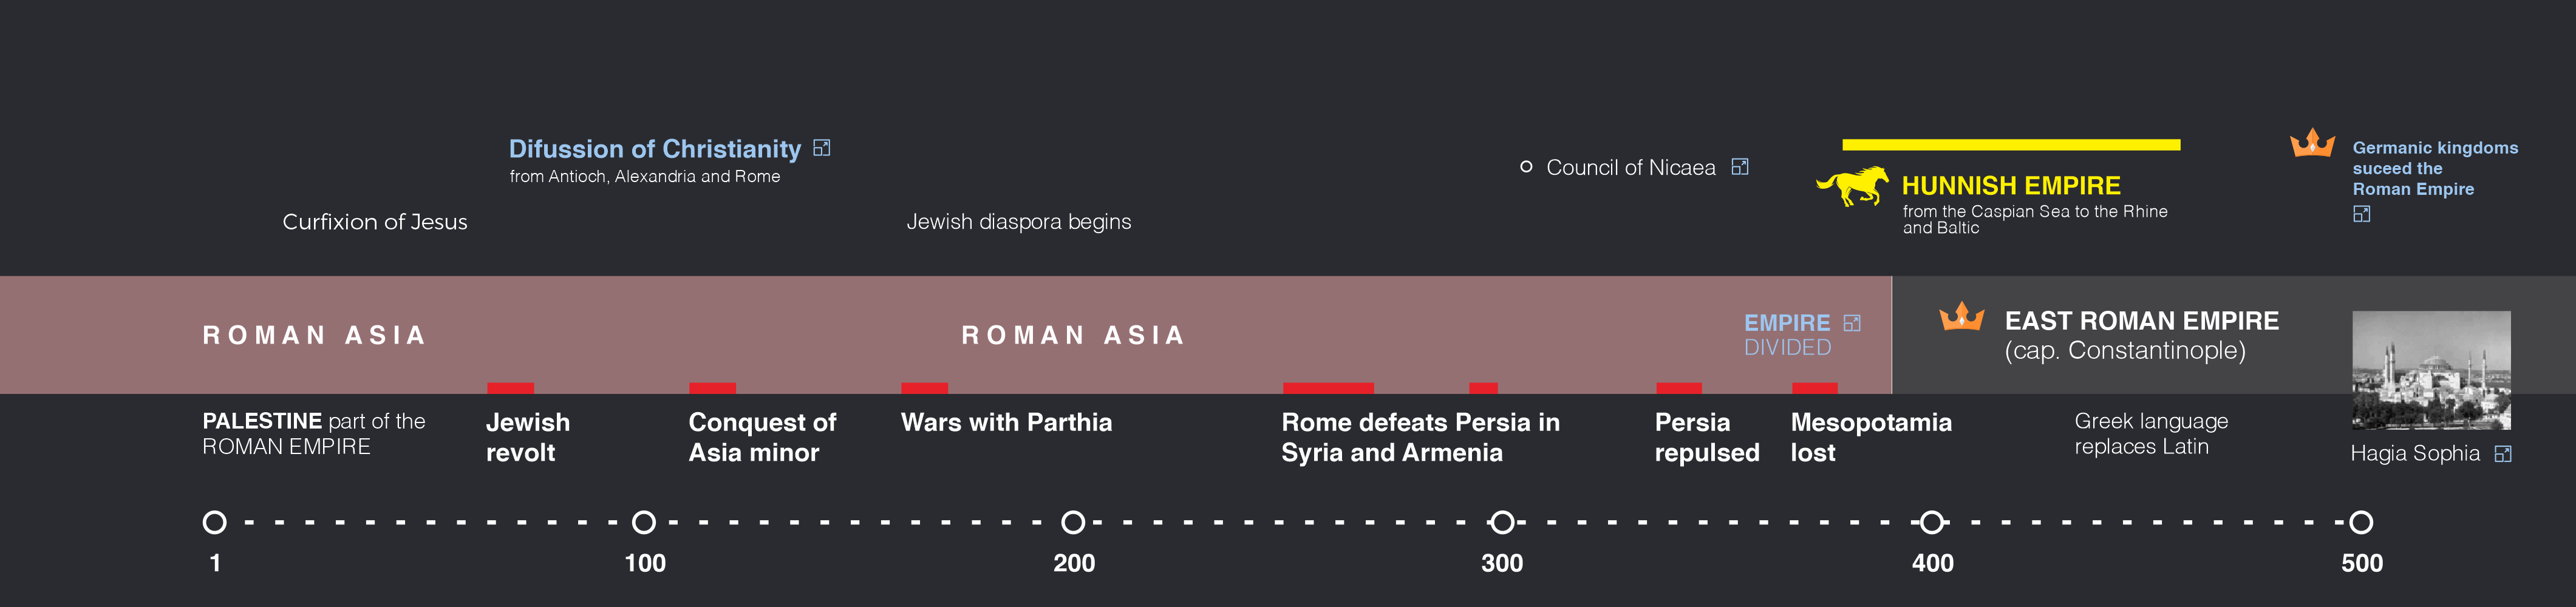 Difussion of Christianity
from Antioch, Alexandria and Rome
Curfixion of Jesus
Jewish diaspora begins
Council of Nicaea
HUNNISH EMPIRE
from the Caspian Sea to the Rhine
and Baltic
Germanic kingdoms
suceed the
Roman Empire
ROMAN ASIA
ROMAN ASIA
EMPIRE
DIVIDED
EAST ROMAN EMPIRE
(cap. Constantinople)
PALESTINE part of the
ROMAN EMPIRE
Jewish
revolt
Conquest of
Asia minor
Wars with Parthia
Rome defeats Persia in
Syria and Armenia
Persia
repulsed
Mesopotamia
lost
Greek language
replaces Latin
Hagia Sophia
1
100
200
300
400
500